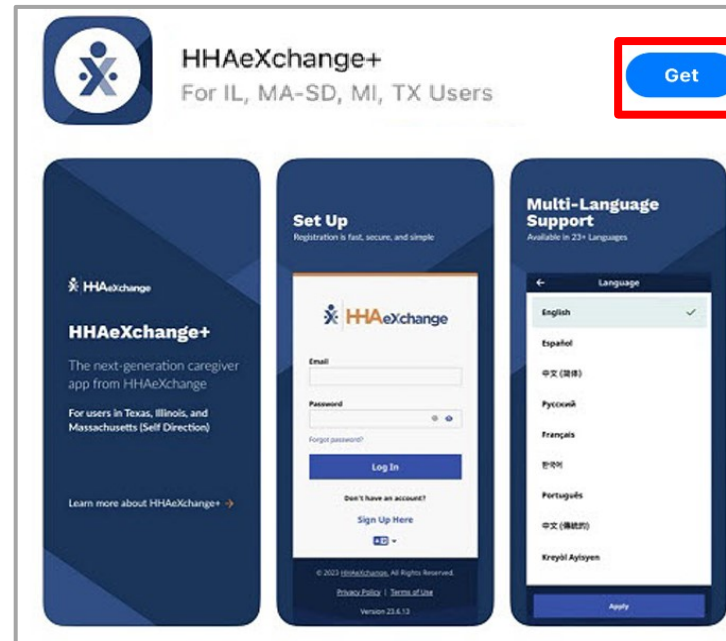 HHAeXchange+
For IL, MA-SD, MI, TX Users
Get
HHAeXchange
HHAeXchange+
The next-generation caregiver
app from HHAeXchange
For users in Texas, Illinois, and
Massachusetts (Self Direction)
Learn more about HHAeXchange+ →
Set Up
Registration is fast, secure, and simple
HHAeXchange
Email
Password
Forgot password?
Log In
Don't have an account?
Sign Up Here
© 2023 HHAeXchange. All Rights Reserved.
Privacy Policy | Terms of Use
Version 23.6.13
Multi-Language
Support
Available in 23+ Languages
Language
English
Español
中文 (简体)
Русский
Français
한국어
Português
中文 (傳統的)
Kreyòl Ayisyen
Apply